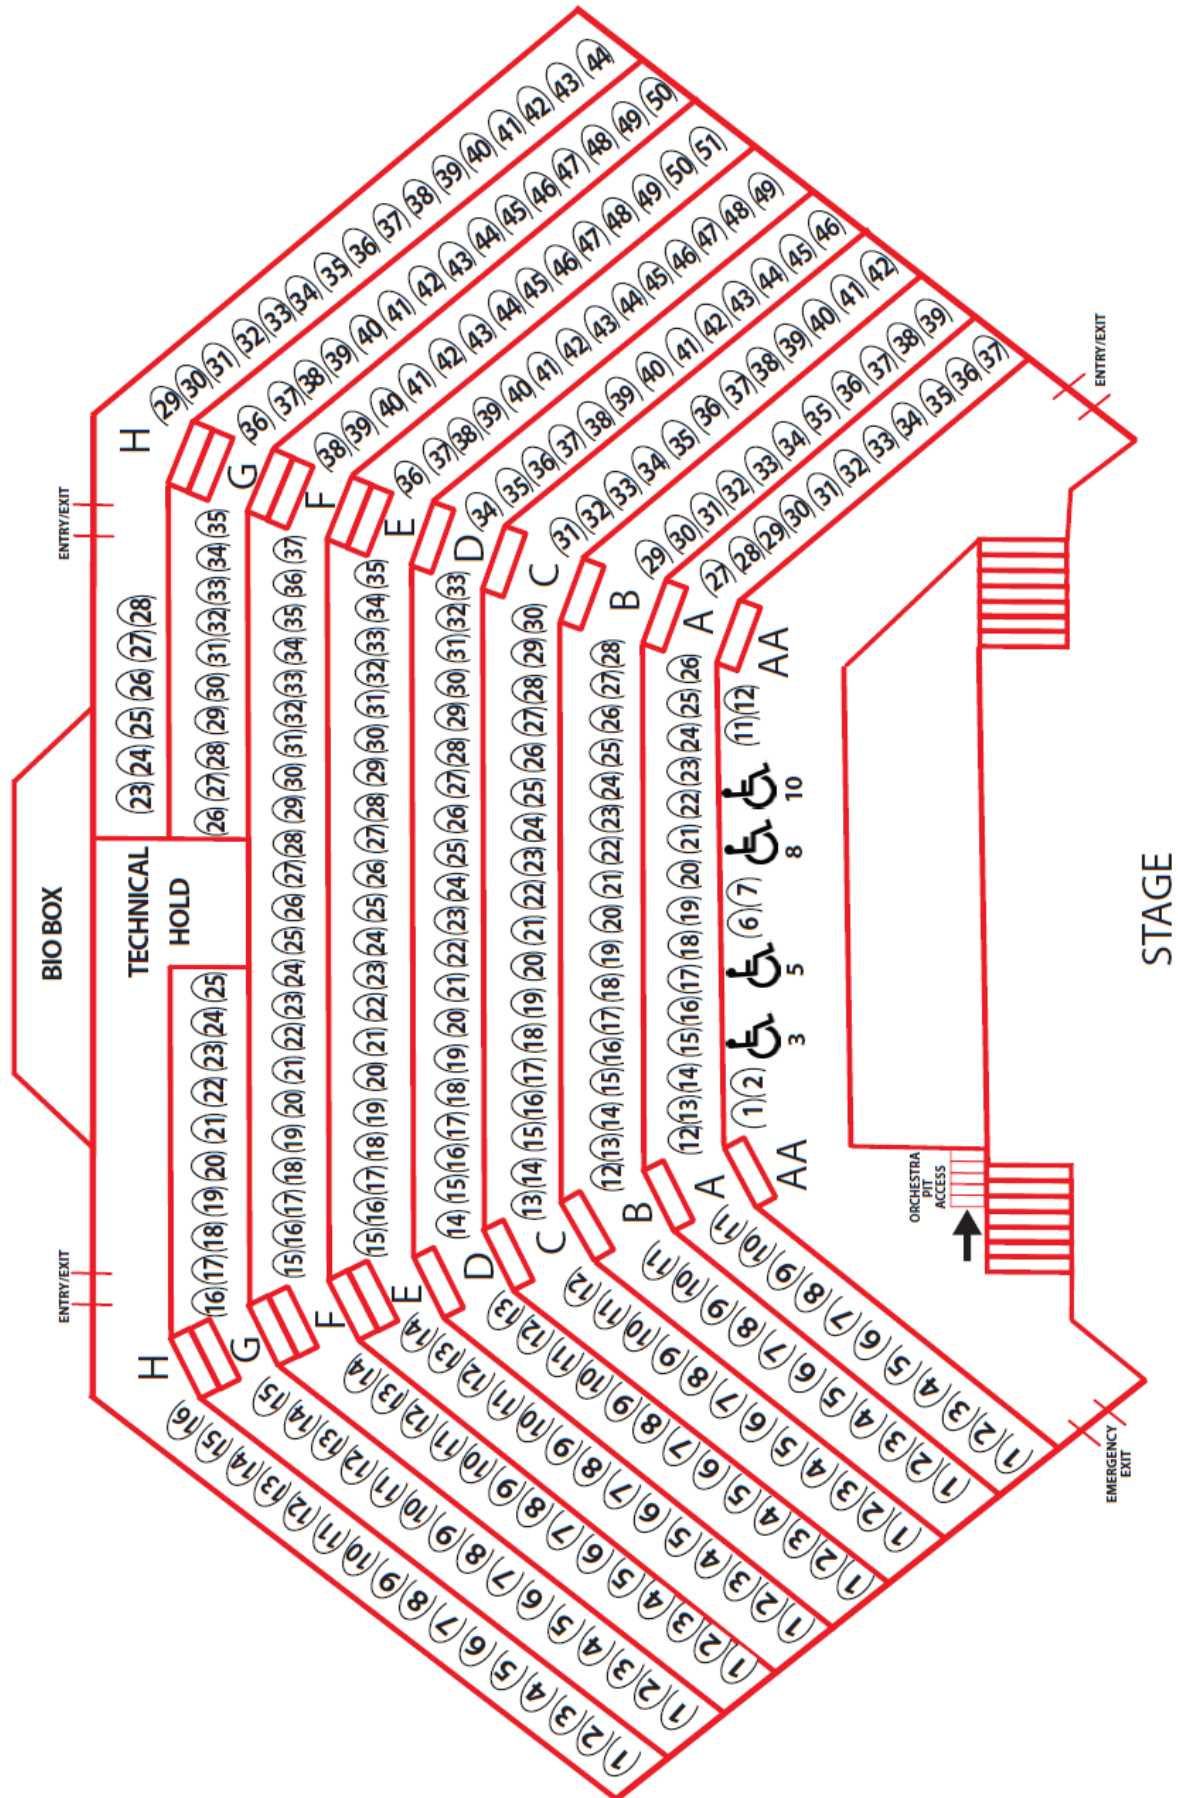 BIO BOX
TECHNICAL
HOLD
ENTRY/EXIT
ENTRY/EXIT
H
1 2 3 4 5 6 7 8 9 10 11 12 13 14 15 16
23 24 25 26 27 28
H
29 30 31 32 33 34 35 36 37 38 39 40 41 42 43 44
G
1 2 3 4 5 6 7 8 9 10 11 12 13 14 15
16 17 18 19 20 21 22 23 24 25
26 27 28 29 30 31 32 33 34 35
G
36 37 38 39 40 41 42 43 44 45 46 47 48 49 50
F
1 2 3 4 5 6 7 8 9 10 11 12 13 14
15 16 17 18 19 20 21 22 23 24 25 26 27 28 29 30 31 32 33 34 35 36 37
F
38 39 40 41 42 43 44 45 46 47 48 49 50 51
E
1 2 3 4 5 6 7 8 9 10 11 12 13 14
15 16 17 18 19 20 21 22 23 24 25 26 27 28 29 30 31 32 33 34 35
E
36 37 38 39 40 41 42 43 44 45 46 47 48 49
D
1 2 3 4 5 6 7 8 9 10 11 12 13
14 15 16 17 18 19 20 21 22 23 24 25 26 27 28 29 30 31 32 33
D
34 35 36 37 38 39 40 41 42 43 44 45 46
C
1 2 3 4 5 6 7 8 9 10 11 12
13 14 15 16 17 18 19 20 21 22 23 24 25 26 27 28 29 30
C
31 32 33 34 35 36 37 38 39 40 41 42
B
1 2 3 4 5 6 7 8 9 10 11
12 13 14 15 16 17 18 19 20 21 22 23 24 25 26 27 28
B
29 30 31 32 33 34 35 36 37 38 39
A
1 2 3 4 5 6 7 8 9 10 11
12 13 14 15 16 17 18 19 20 21 22 23 24 25 26
A
27 28 29 30 31 32 33 34 35 36 37
AA
1 2 3 5 6 7 8 10 11 12
AA
ORCHESTRA
PIT
ACCESS
EMERGENCY
EXIT
ENTRY/EXIT
STAGE